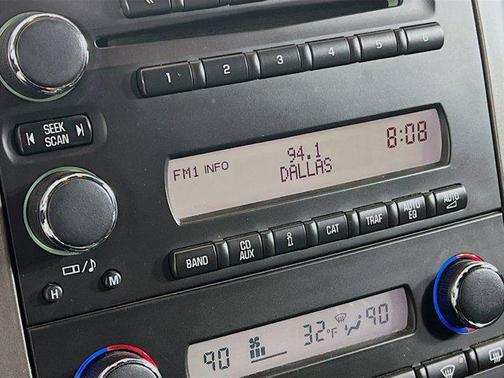 1 2 3 4 5 6
SEEK
SCAN
FM1 INFO 94.1 8:08
DALLAS
BAND CD AUX i CAT TRAF AUTO EQ AUTO
H M
90 32°F 90